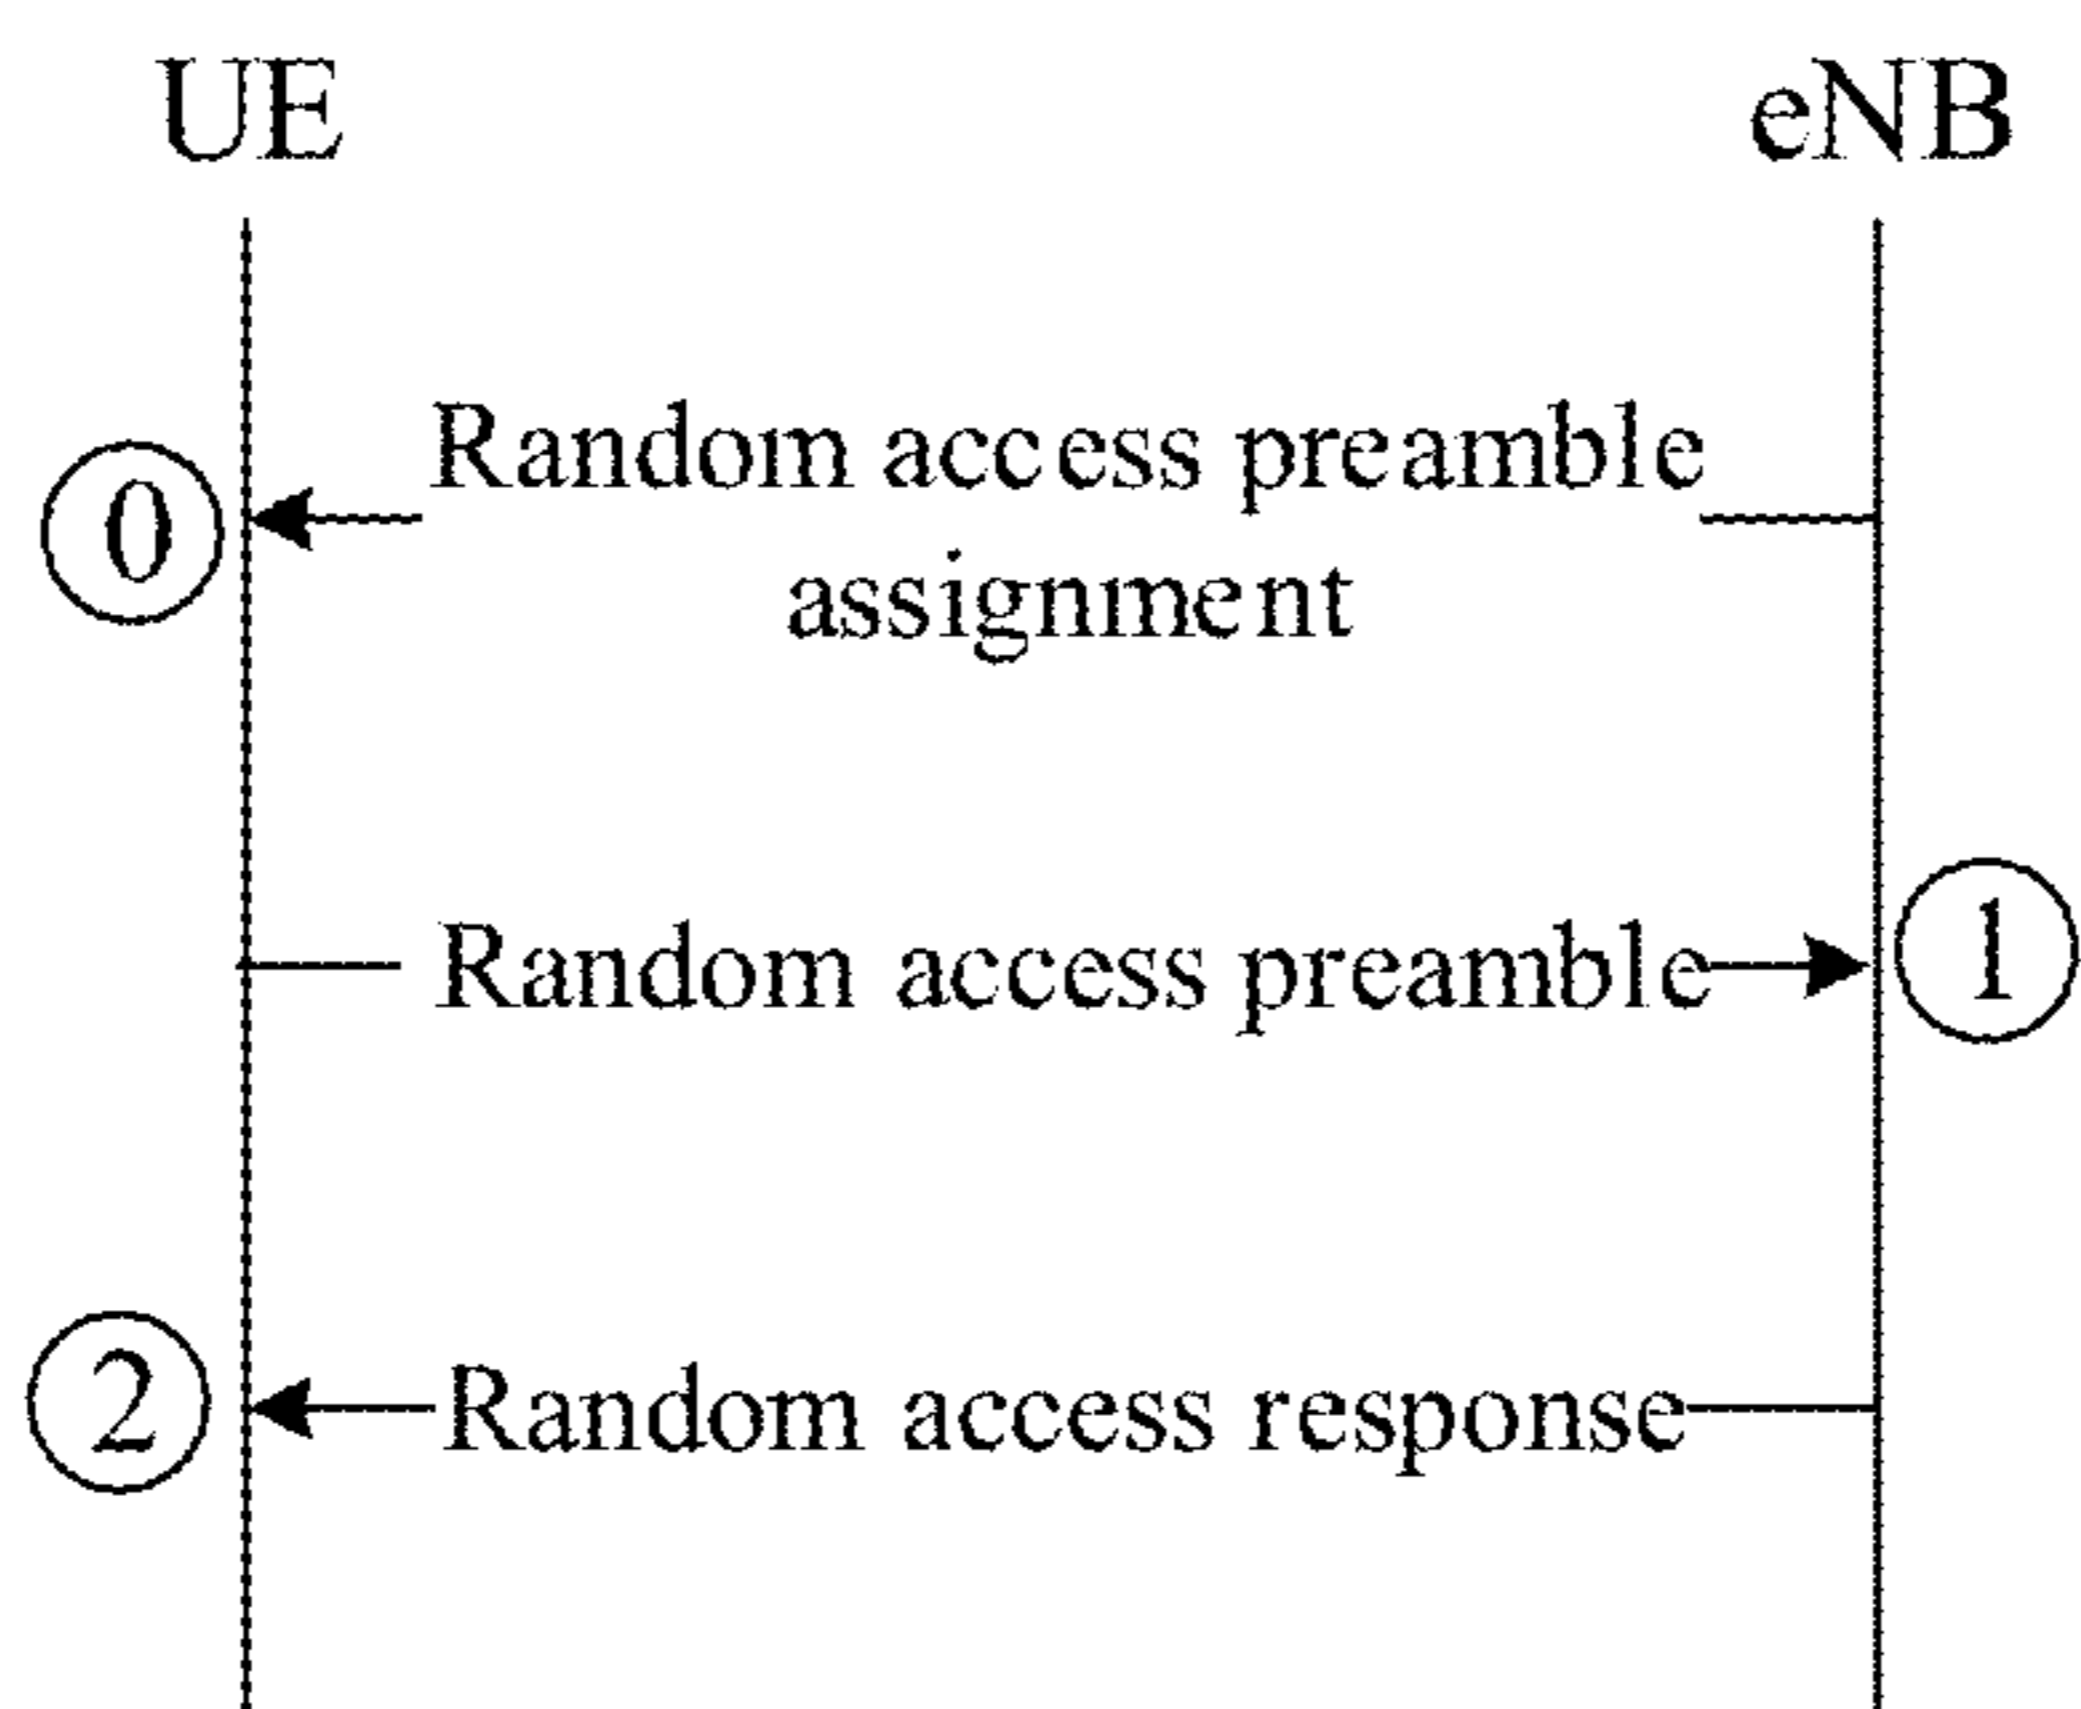 UE
eNB
Random access preamble
0
assignment
Random access preamble
1
2
Random access response